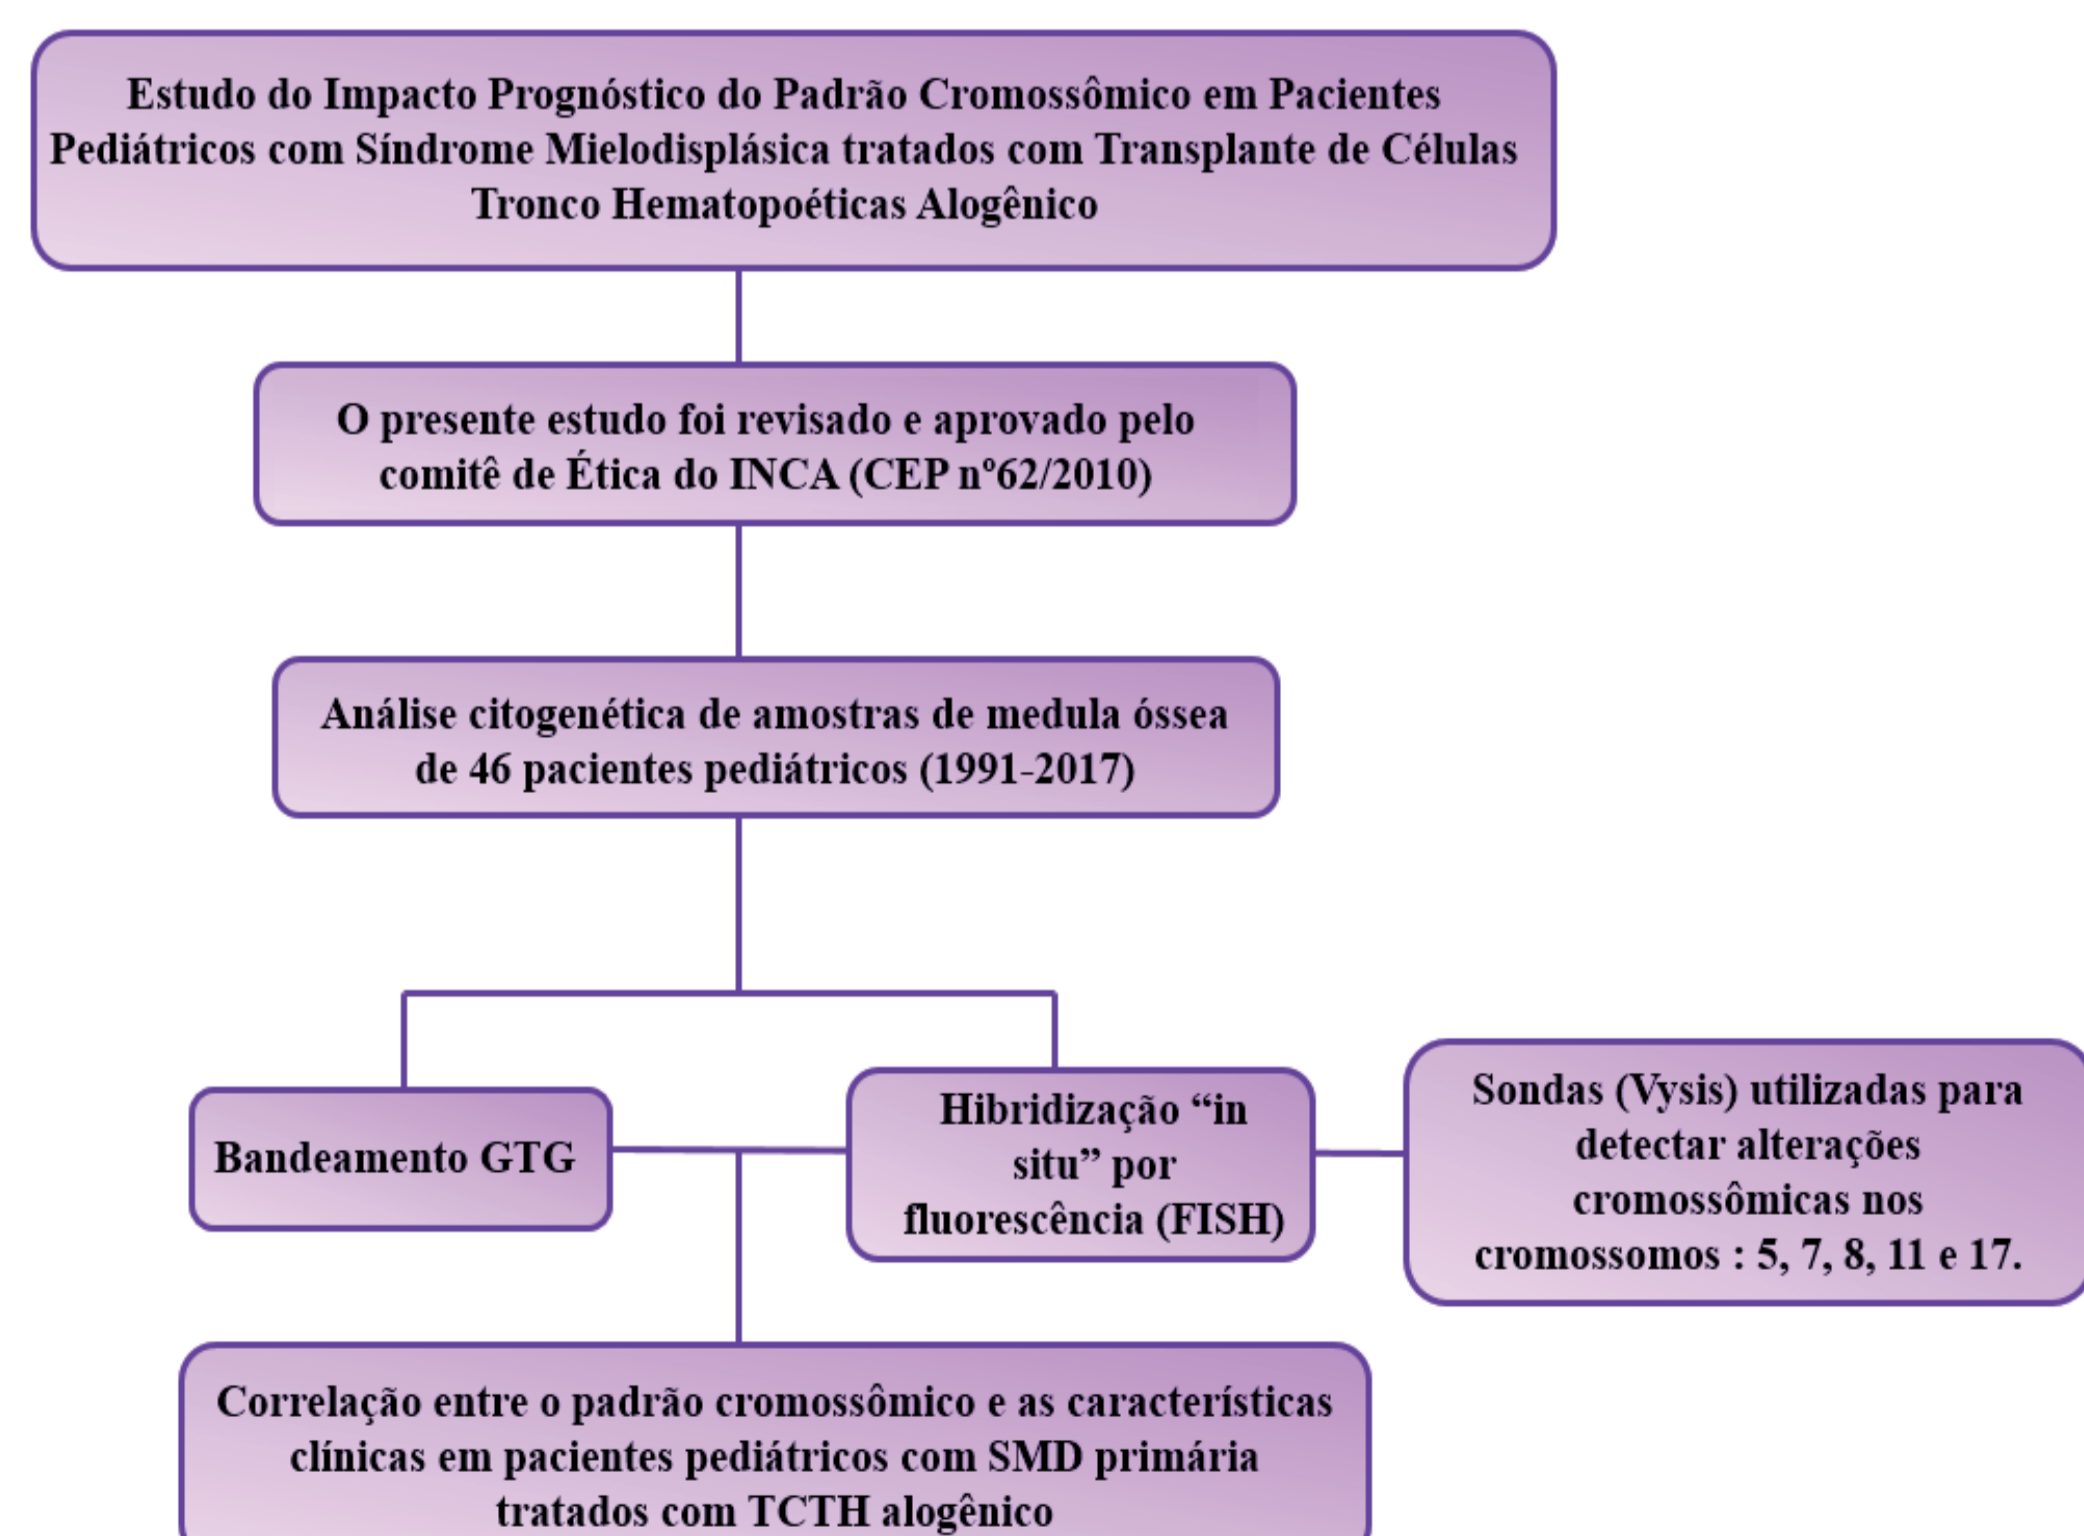 Estudo do Impacto Prognóstico do Padrão Cromossômico em Pacientes
Pediátricos com Síndrome Mielodisplásica tratados com Transplante de Células
Tronco Hematopoéticas Alogênico
O presente estudo foi revisado e aprovado pelo
comitê de Ética do INCA (CEP nº62/2010)
Análise citogenética de amostras de medula óssea
de 46 pacientes pediátricos (1991-2017)
Bandeamento GTG
Hibridização “in
situ” por
fluorescência (FISH)
Sondas (Vysis) utilizadas para
detectar alterações
cromossômicas nos
cromossomos : 5, 7, 8, 11 e 17.
Correlação entre o padrão cromossômico e as características
clínicas em pacientes pediátricos com SMD primária
tratados com TCTH alogênico